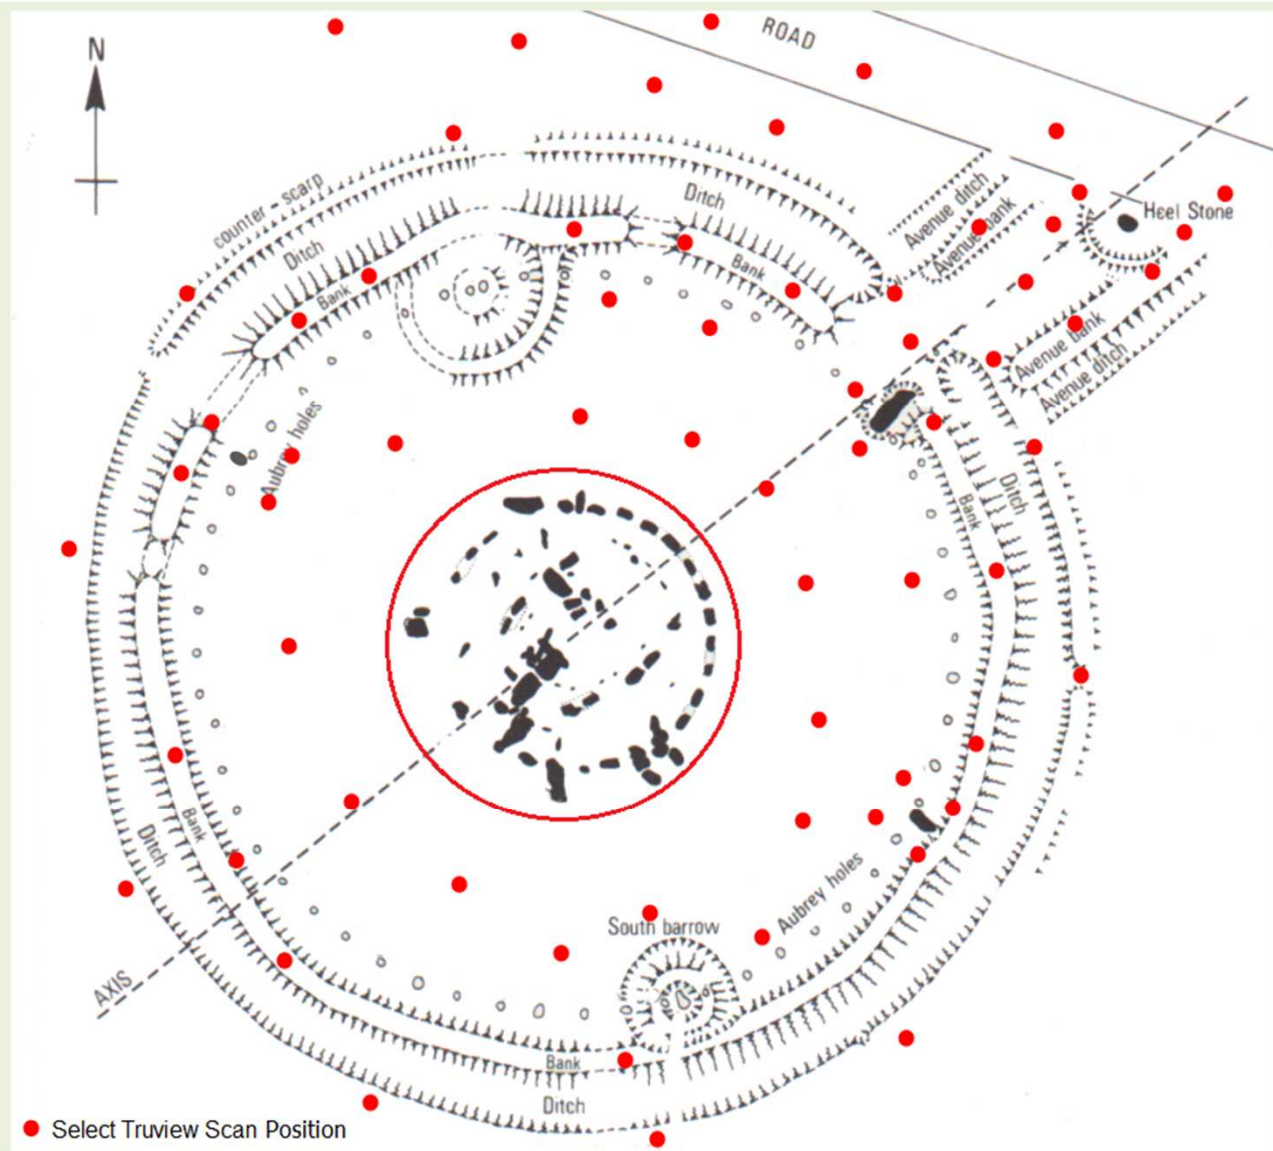 ROAD
N
counter-scarp
Ditch
Ditch
Avenue ditch
Avenue bank
Heel Stone
Bank
Bank
Avenue bank
Avenue ditch
Aubrey holes
Ditch
Bank
Bank
Ditch
Aubrey holes
South barrow
AXIS
Bank
Ditch
Select Truview Scan Position